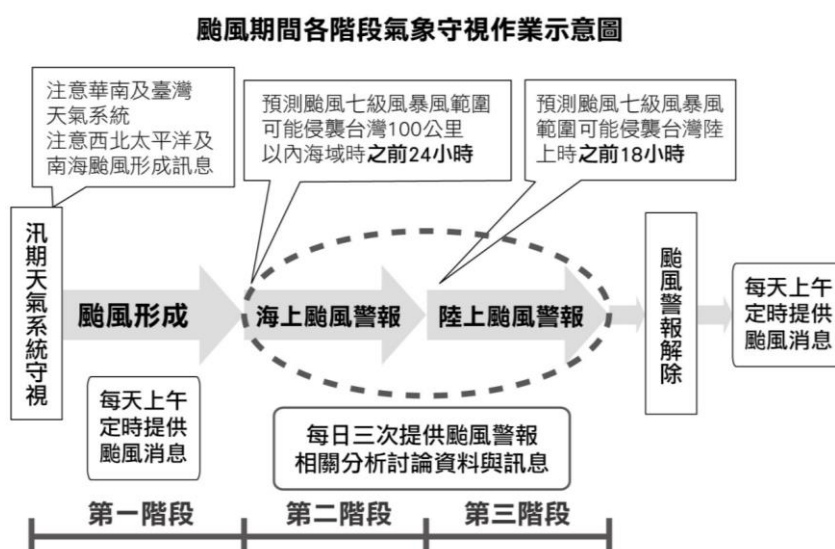 颱風期間各階段氣象守視作業示意圖
注意華南及臺灣
天氣系統
注意西北太平洋及
南海颱風形成訊息
預測颱風七級風暴風範圍
可能侵襲台灣100公里
以內海域時之前24小時
預測颱風七級風暴風
範圍可能侵襲台灣陸
上時之前18小時
汛期天氣系統守視
颱風形成
海上颱風警報
陸上颱風警報
颱風警報解除
每天上午
定時提供
颱風消息
每天上午
定時提供
颱風消息
每日三次提供颱風警報
相關分析討論資料與訊息
第一階段
第二階段
第三階段